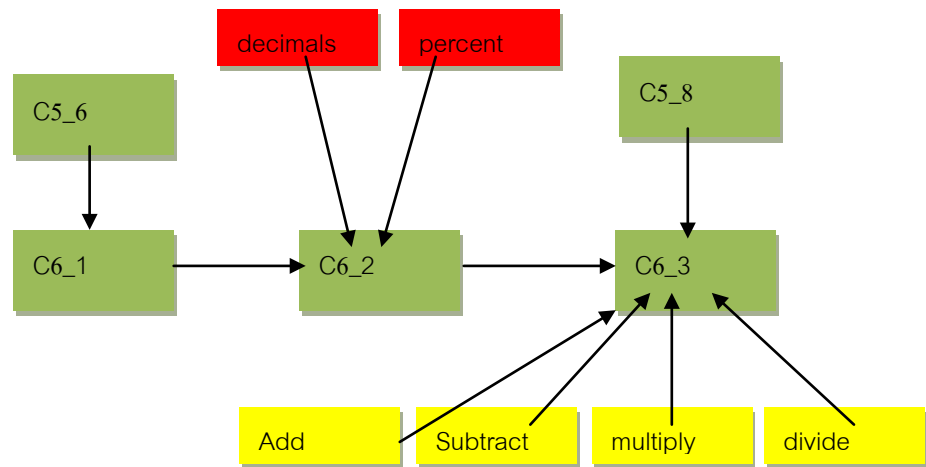 decimals
percent
C5_6
C5_8
C6_1
C6_2
C6_3
Add
Subtract
multiply
divide